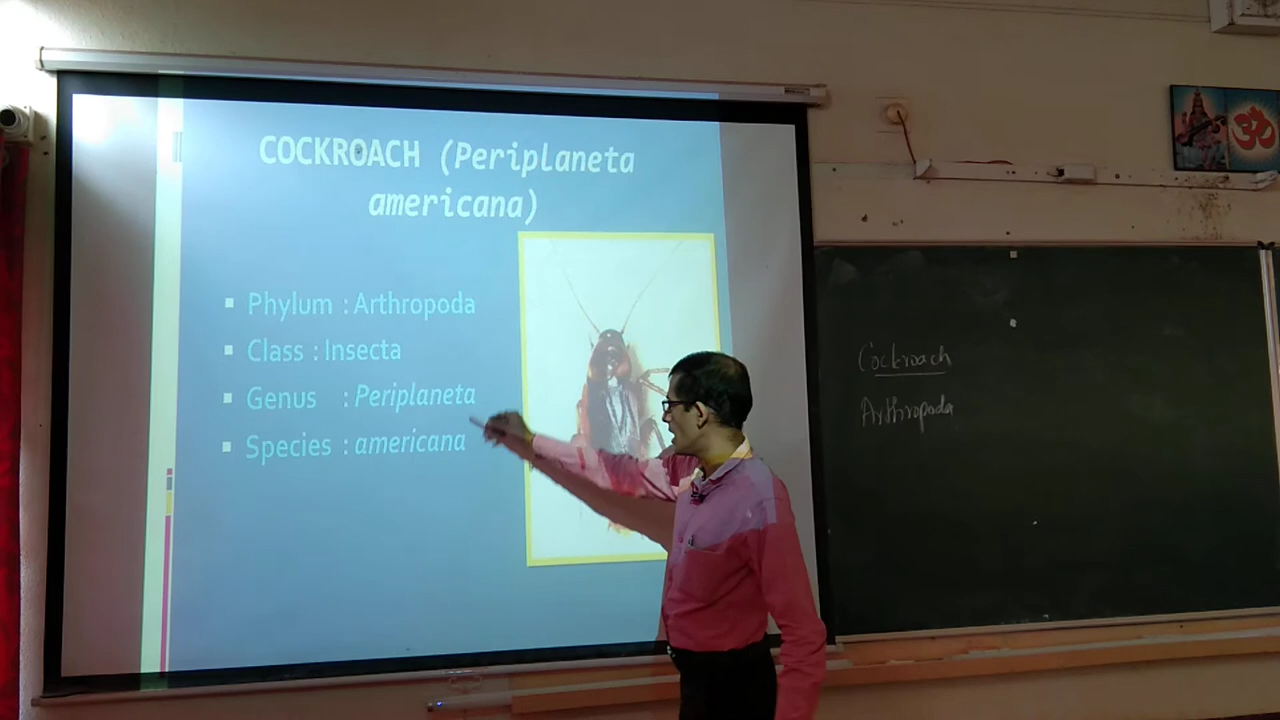 COCKROACH (Periplaneta
americana)
▪ Phylum : Arthropoda
▪ Class : Insecta
▪ Genus : Periplaneta
▪ Species : americana
Cockroach
Arthropoda
ॐ